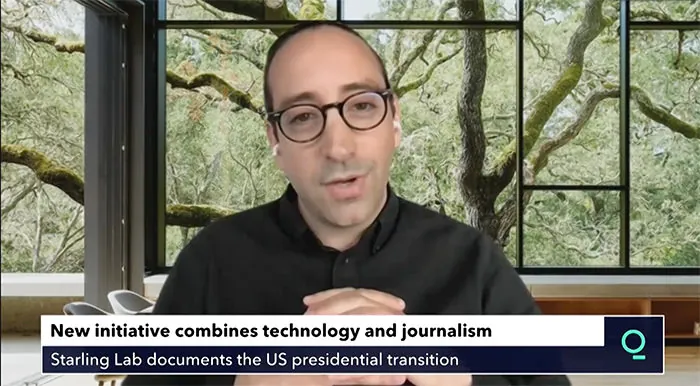 New initiative combines technology and journalism
Starling Lab documents the US presidential transition